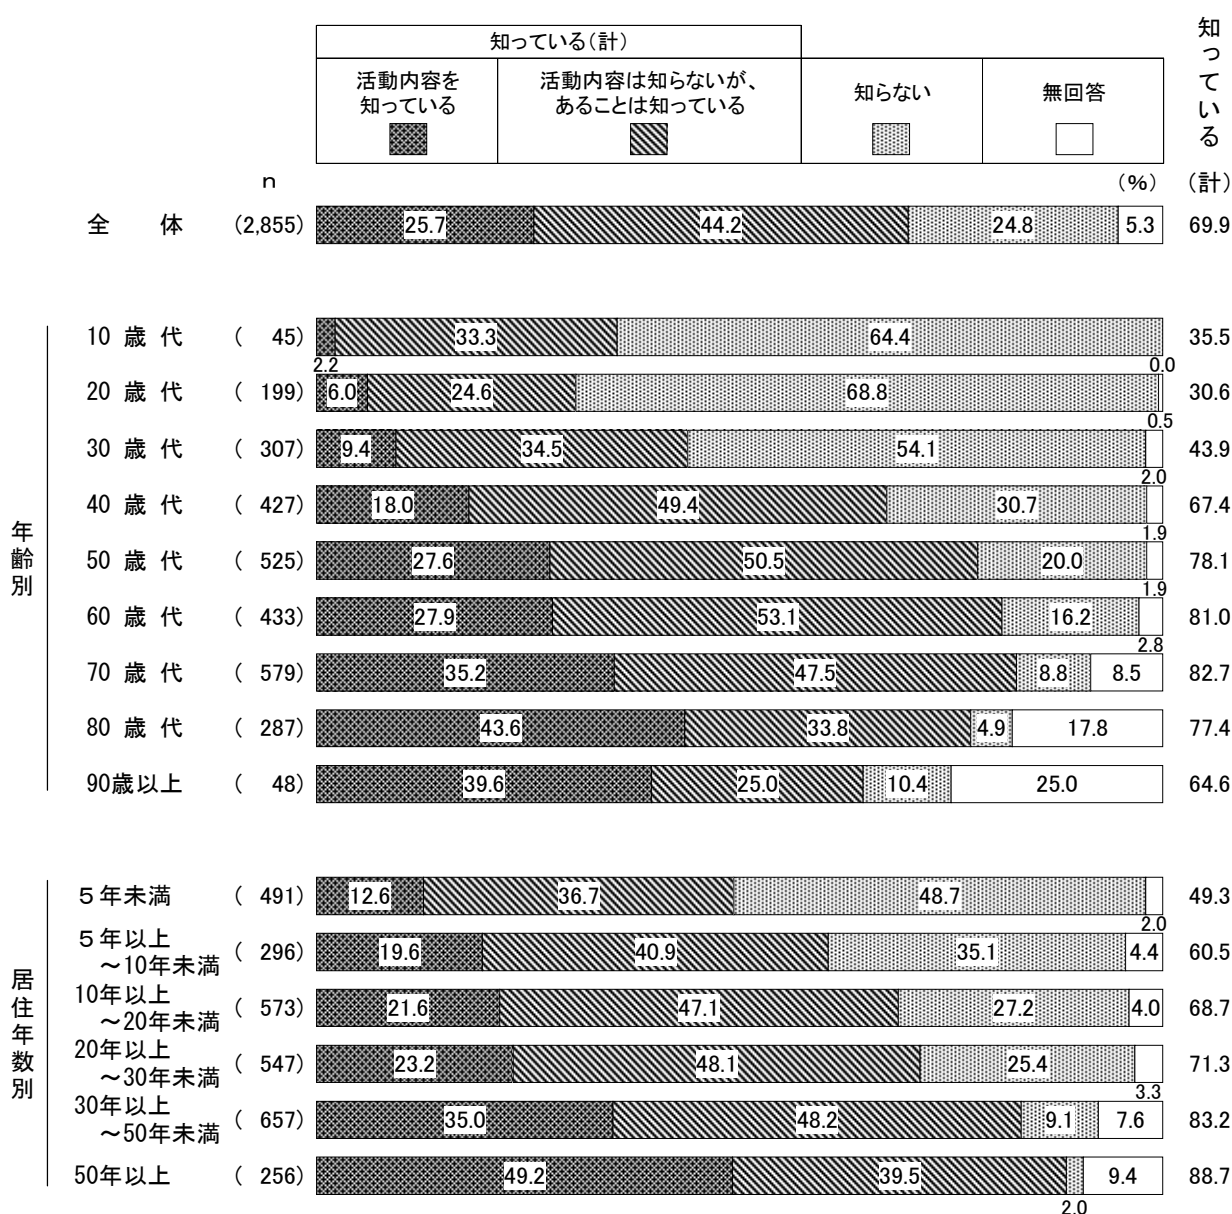 知っている(計)
知っている
活動内容を
知っている
活動内容は知らないが、
あることは知っている
知らない
無回答
n
(%)
(計)
全 体 (2,855) 25.7 44.2 24.8 5.3 69.9
年齢別
10 歳 代 ( 45) 33.3 64.4 35.5
2.2 0.0
20 歳 代 ( 199) 6.0 24.6 68.8 30.6
0.5
30 歳 代 ( 307) 9.4 34.5 54.1 43.9
2.0
40 歳 代 ( 427) 18.0 49.4 30.7 67.4
1.9
50 歳 代 ( 525) 27.6 50.5 20.0 78.1
1.9
60 歳 代 ( 433) 27.9 53.1 16.2 81.0
2.8
70 歳 代 ( 579) 35.2 47.5 8.8 8.5 82.7
80 歳 代 ( 287) 43.6 33.8 4.9 17.8 77.4
90歳以上 ( 48) 39.6 25.0 10.4 25.0 64.6
居住年数別
5年未満 ( 491) 12.6 36.7 48.7 49.3
2.0
5年以上
～10年未満 ( 296) 19.6 40.9 35.1 4.4 60.5
10年以上
～20年未満 ( 573) 21.6 47.1 27.2 4.0 68.7
20年以上
～30年未満 ( 547) 23.2 48.1 25.4 71.3
3.3
30年以上
～50年未満 ( 657) 35.0 48.2 9.1 7.6 83.2
50年以上 ( 256) 49.2 39.5 9.4 88.7
2.0